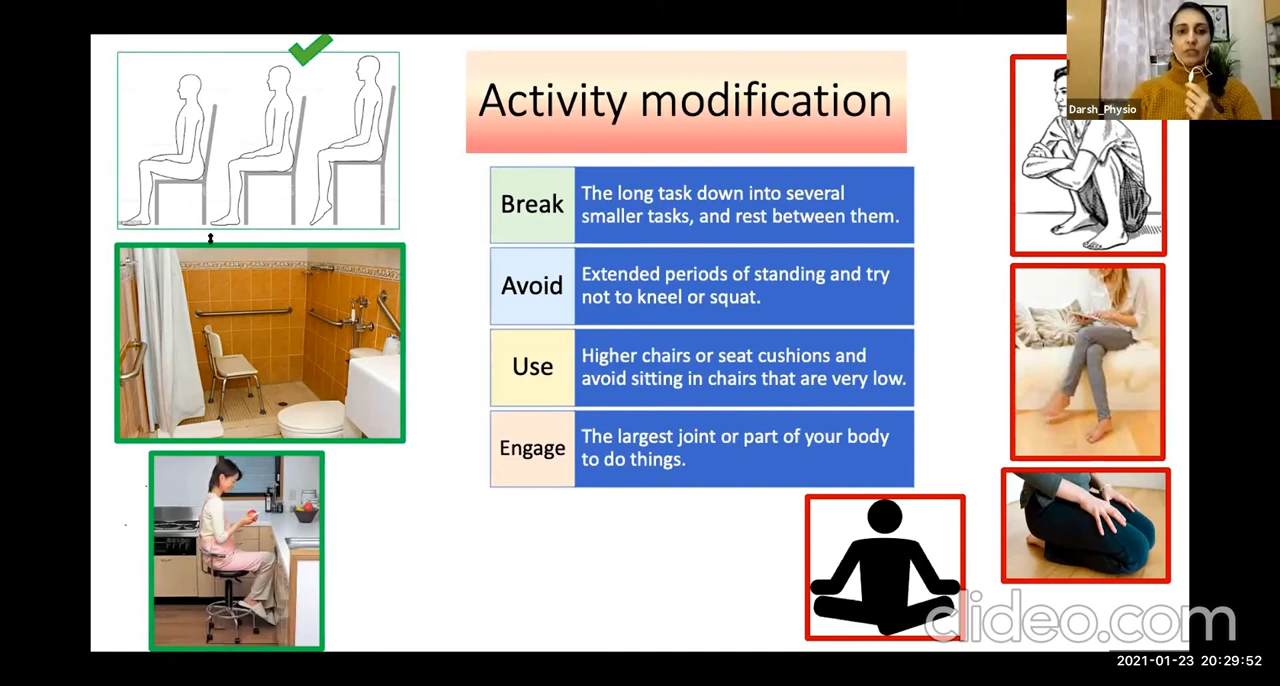 Activity modification
Darsh_Physio
Break
The long task down into several
smaller tasks, and rest between them.
Avoid
Extended periods of standing and try
not to kneel or squat.
Use
Higher chairs or seat cushions and
avoid sitting in chairs that are very low.
Engage
The largest joint or part of your body
to do things.
clideo.com
2021-01-23 20:29:52